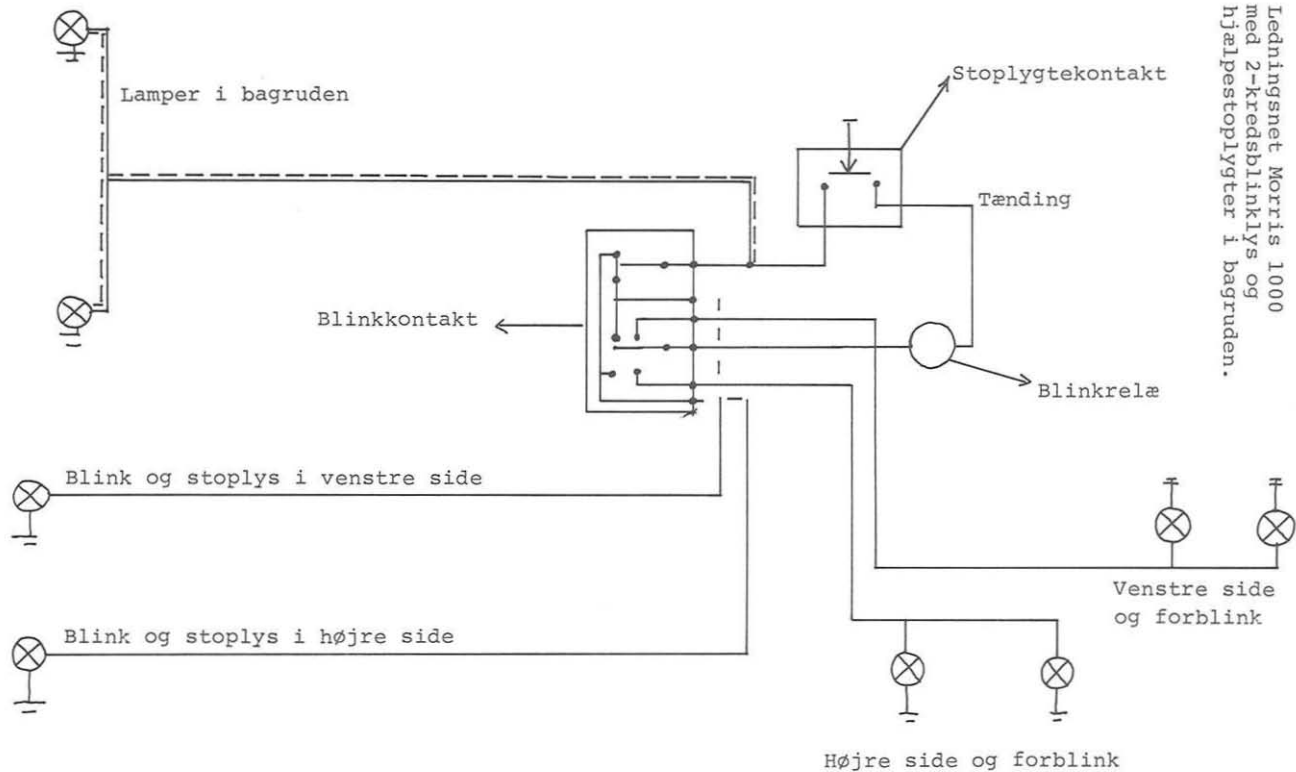 Ledningsnet Morris 1000
med 2-kredsblinklys og
hjælpestoplygter i bagruden.
Lamper i bagruden
Stoplygtekontakt
Tænding
Blinkkontakt
Blinkrelæ
Blink og stoplys i venstre side
Venstre side
og forblink
Blink og stoplys i højre side
Højre side og forblink